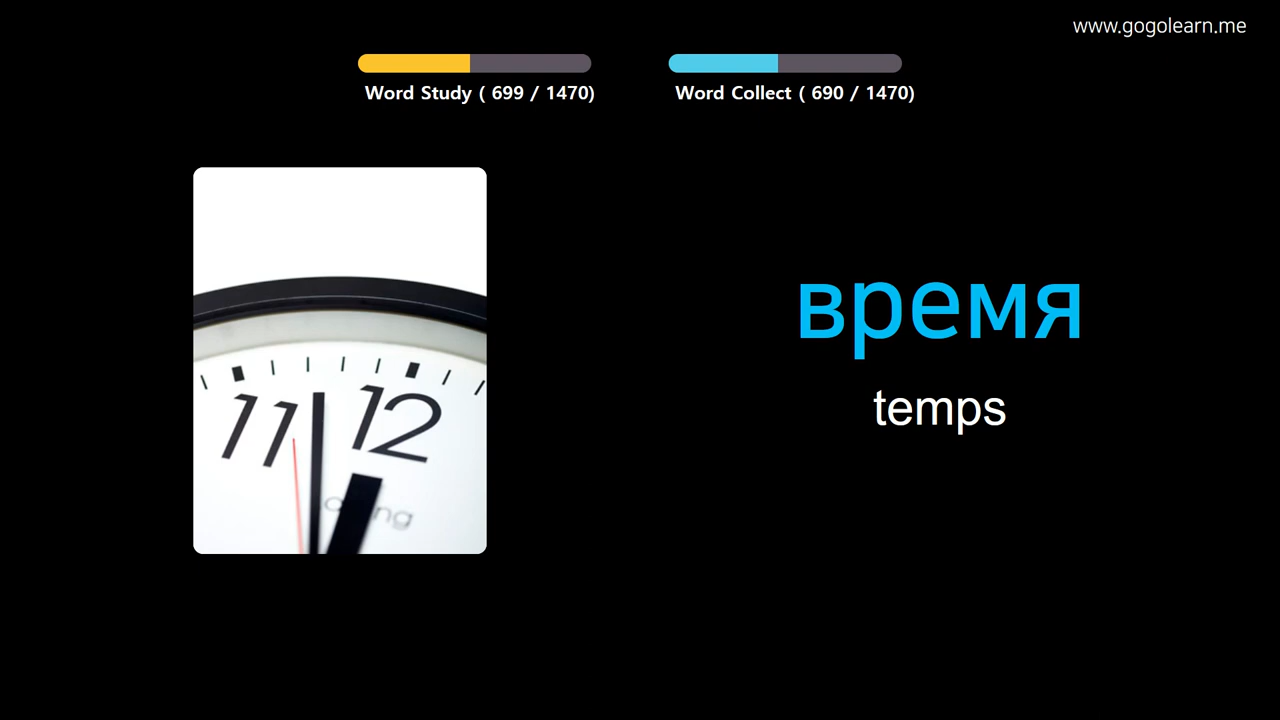 www.gogolearn.me
Word Study ( 699 / 1470)
Word Collect ( 690 / 1470)
11
12
время
temps